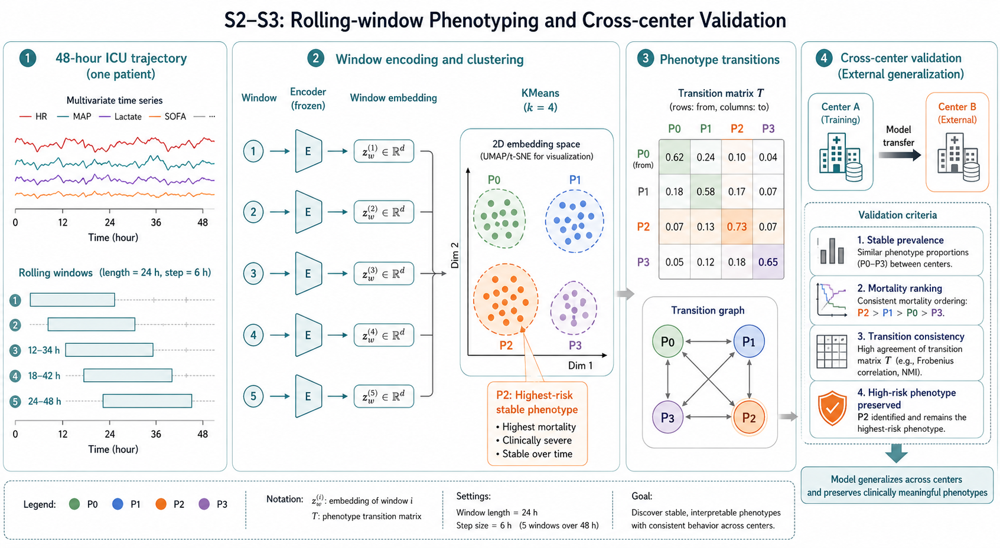 S2–S3: Rolling-window Phenotyping and Cross-center Validation
1
48-hour ICU trajectory
(one patient)
Multivariate time series
HR MAP Lactate SOFA ...
0 12 24 36 48
Time (hour)
Rolling windows (length = 24 h, step = 6 h)
1
2
3 12–34 h
4 18–42 h
5 24–48 h
0 12 24 36 48
Time (hour)
2 Window encoding and clustering
Window
Encoder
(frozen)
Window embedding
KMeans
(k = 4)
1 E z_w^(1) ∈ ℝ^d
2 E z_w^(2) ∈ ℝ^d
3 E z_w^(3) ∈ ℝ^d
4 E z_w^(4) ∈ ℝ^d
5 E z_w^(5) ∈ ℝ^d
2D embedding space
(UMAP/t-SNE for visualization)
P0 P1
P2 P3
Dim 2
Dim 1
P2: Highest-risk
stable phenotype
• Highest mortality
• Clinically severe
• Stable over time
3 Phenotype transitions
Transition matrix T
(rows: from, columns: to)
P0 P1 P2 P3
P0 0.62 0.24 0.10 0.04
(from)
P1 0.18 0.58 0.17 0.07
P2 0.07 0.13 0.73 0.07
P3 0.05 0.12 0.18 0.65
Transition graph
P0 P1
P3 P2
4 Cross-center validation
(External generalization)
Center A
(Training)
Model
transfer
Center B
(External)
Validation criteria
1. Stable prevalence
Similar phenotype proportions
(P0–P3) between centers.
2. Mortality ranking
Consistent mortality ordering:
P2 > P1 > P0 > P3.
3. Transition consistency
High agreement of transition
matrix T (e.g., Frobenius
correlation, NMI).
4. High-risk phenotype
preserved
P2 identified and remains the
highest-risk phenotype.
Model generalizes across centers
and preserves clinically meaningful phenotypes
Legend: P0 P1 P2 P3
Notation: z_w^(i): embedding of window i
T: phenotype transition matrix
Settings:
Window length = 24 h
Step size = 6 h (5 windows over 48 h)
Goal:
Discover stable, interpretable phenotypes
with consistent behavior across centers.